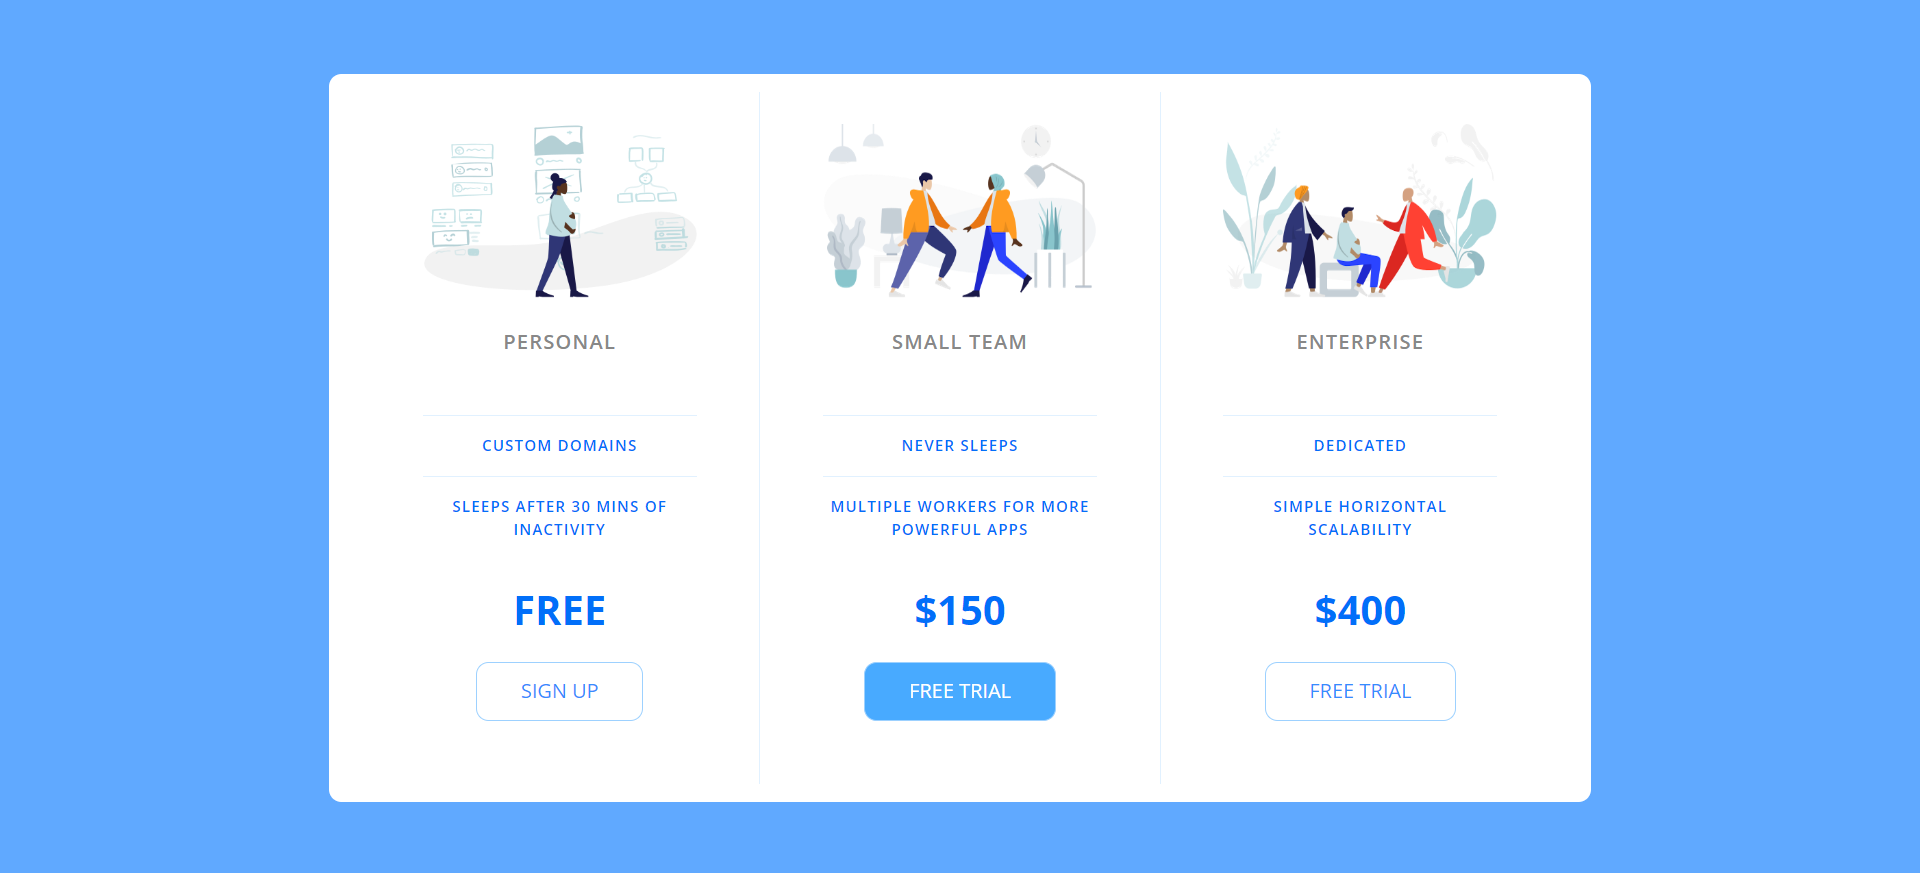 PERSONAL
CUSTOM DOMAINS
SLEEPS AFTER 30 MINS OF
INACTIVITY
FREE
SIGN UP
SMALL TEAM
NEVER SLEEPS
MULTIPLE WORKERS FOR MORE
POWERFUL APPS
$150
FREE TRIAL
ENTERPRISE
DEDICATED
SIMPLE HORIZONTAL
SCALABILITY
$400
FREE TRIAL